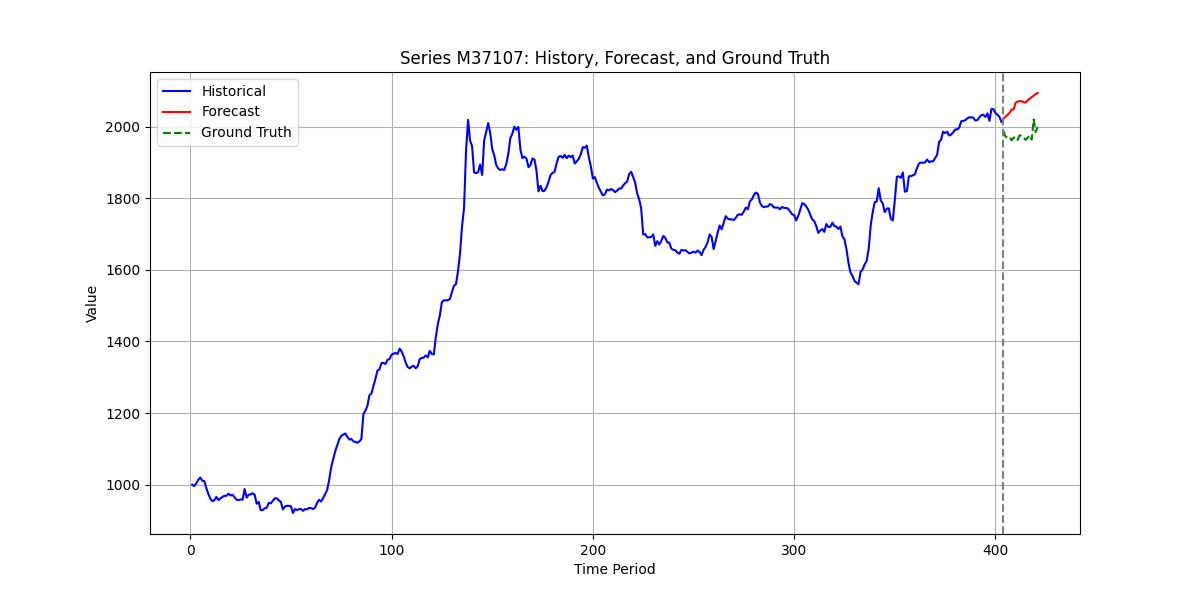 Series M37107: History, Forecast, and Ground Truth
Historical
Forecast
Ground Truth
Value
2000
1800
1600
1400
1200
1000
0 100 200 300 400
Time Period